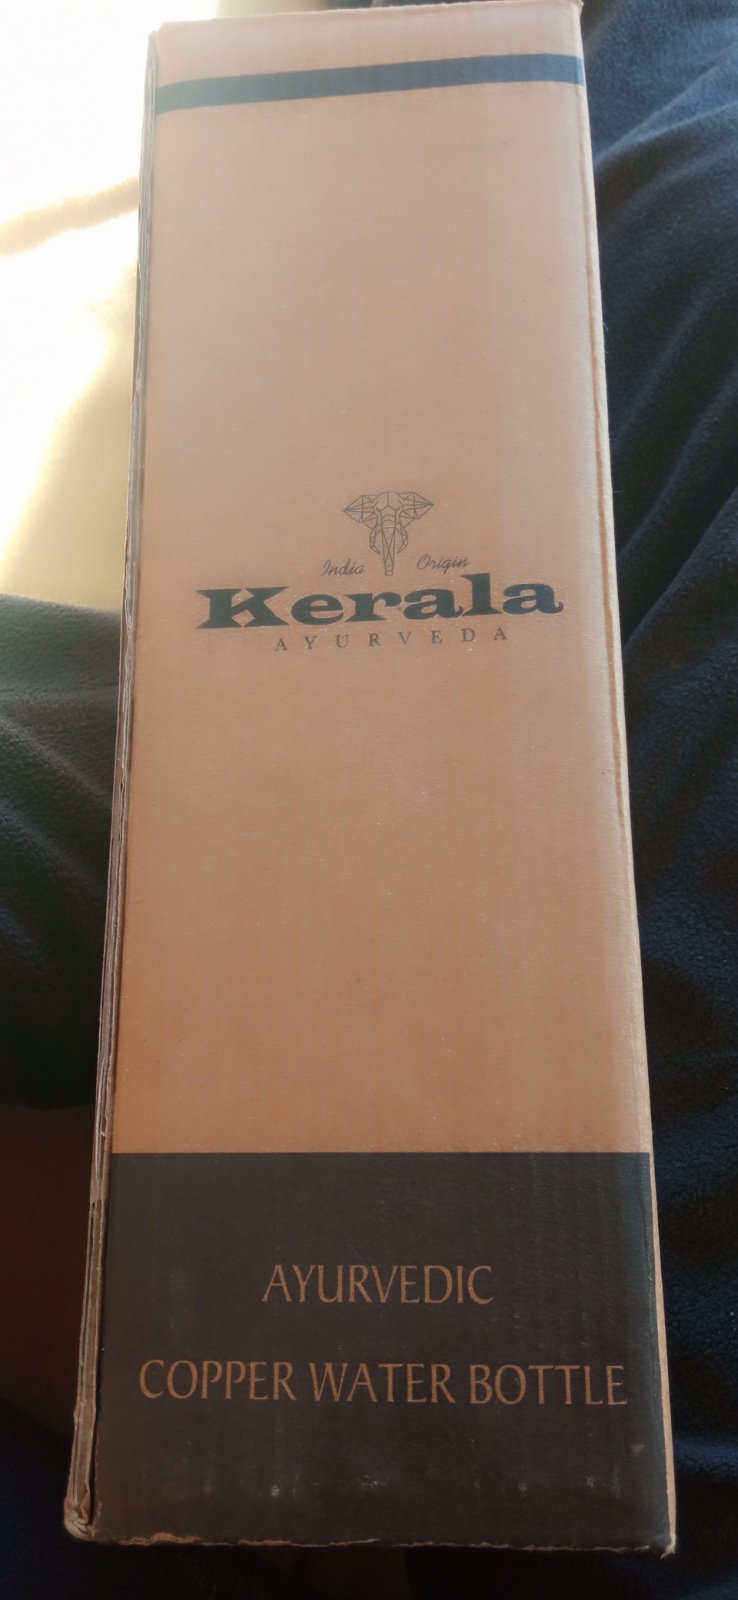 India Origin
Kerala
AYURVEDA
AYURVEDIC
COPPER WATER BOTTLE